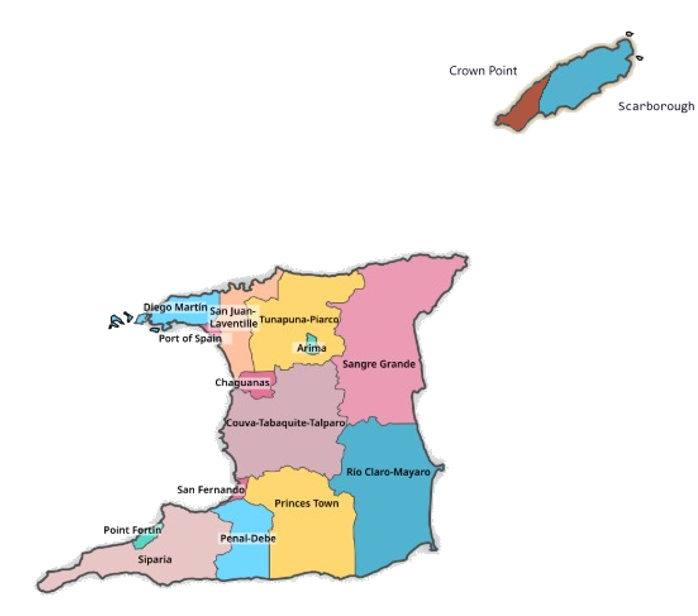 Crown Point
Scarborough
Diego Martin
San Juan-
Laventille
Tunapuna-Piarco
Port of Spain
Arima
Sangre Grande
Chaguanas
Couva-Tabaquite-Talparo
Rio Claro-Mayaro
San Fernando
Princes Town
Point Fortin
Penal-Debe
Siparia